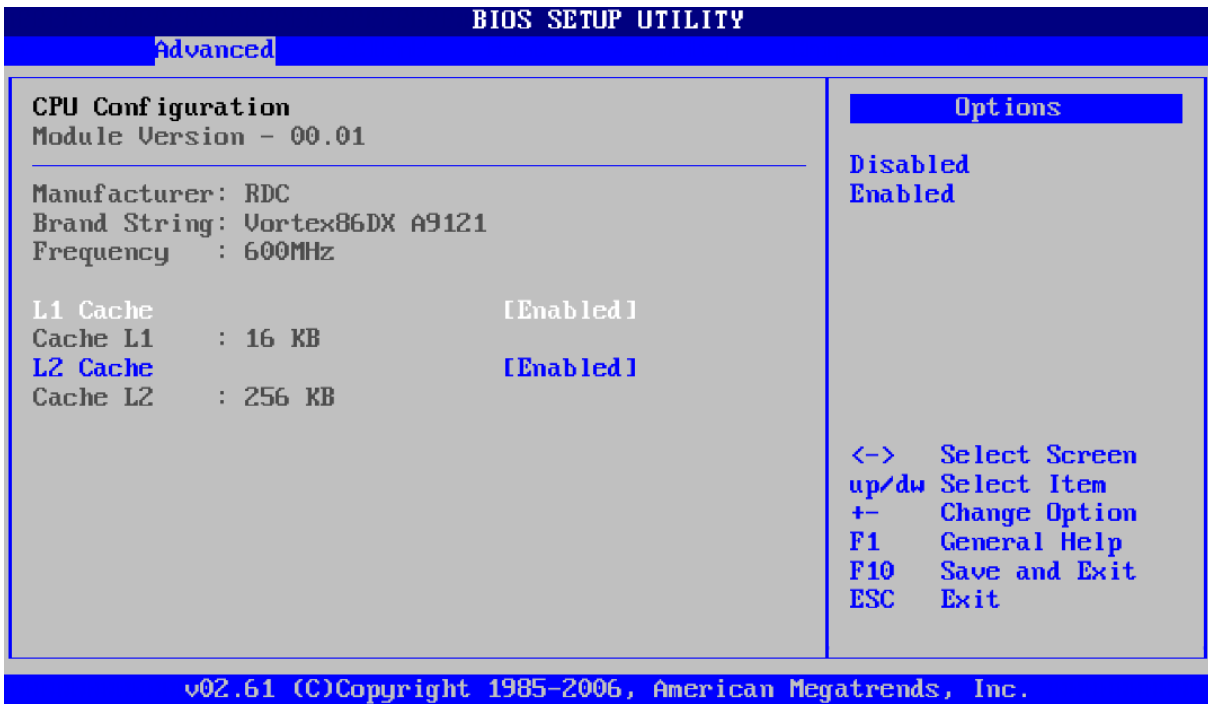 BIOS SETUP UTILITY
Advanced
CPU Configuration
Module Version - 00.01
Manufacturer: RDC
Brand String: Vortex86DX A9121
Frequency   : 600MHz
L1 Cache [Enabled]
Cache L1    : 16 KB
L2 Cache [Enabled]
Cache L2    : 256 KB
Options
Disabled
Enabled
<-> Select Screen
up/dw Select Item
+- Change Option
F1 General Help
F10 Save and Exit
ESC Exit
v02.61 (C)Copyright 1985-2006, American Megatrends, Inc.